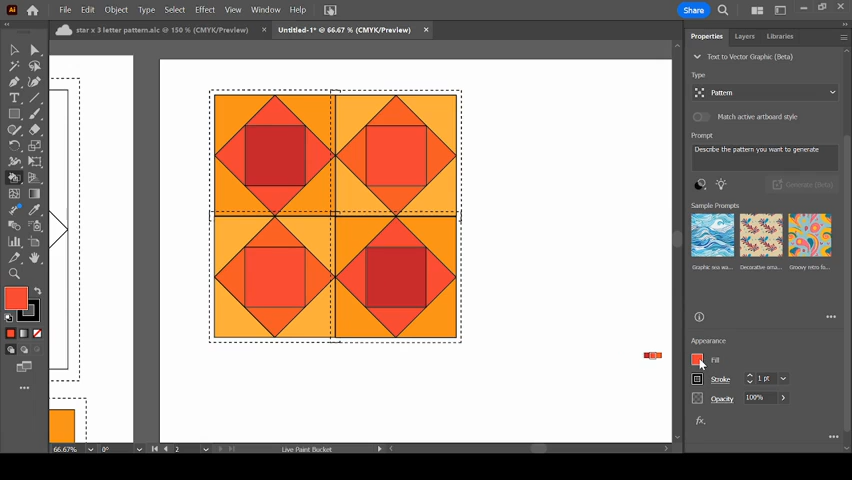 Ai File Edit Object Type Select Effect View Window Help Share
star x 3 letter pattern.aic @ 150 % (CMYK/Preview) × Untitled-1* @ 66.67 % (CMYK/Preview) ×
Properties Layers Libraries
Text to Vector Graphic (Beta)
Type
Pattern
Match active artboard style
Prompt
Describe the pattern you want to generate
Generate (Beta)
Sample Prompts
Graphic sea wa...
Decorative orna...
Groovy retro fo...
Appearance
Fill
Stroke 1 pt
Opacity 100%
fx
66.67% 0° 2 Live Paint Bucket